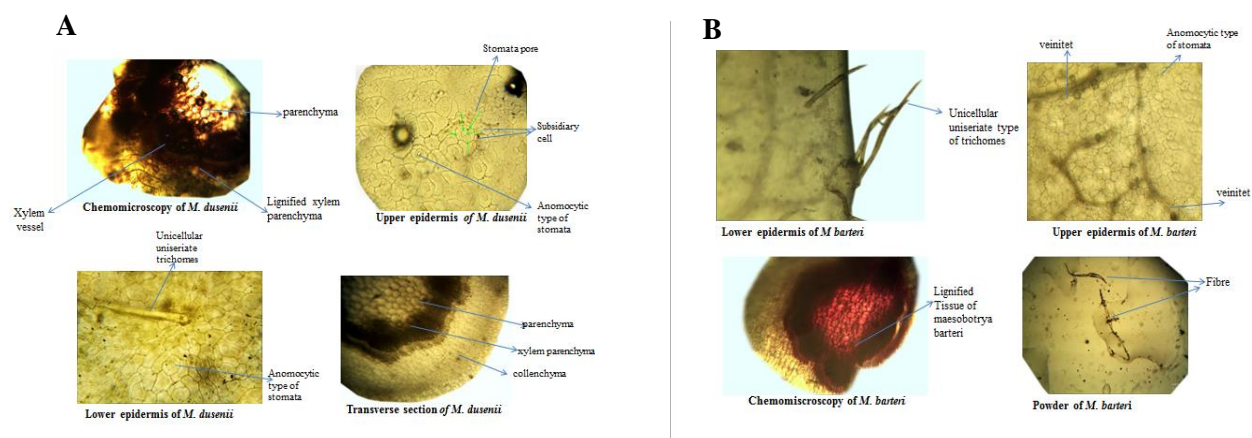 A
Stomata pore
parenchyma
Subsidiary
cell
Lignified xylem
parenchyma
Xylem
vessel
Chemomicroscopy of M. dusenii
Anomocytic
type of
stomata
Upper epidermis of M. dusenii
Unicellular
uniseriate
trichomes
parenchyma
xylem parenchyma
collenchyma
Anomocytic
type of
stomata
Lower epidermis of M. dusenii
Transverse section of M. dusenii
B
veinitet
Anomocytic type
of stomata
Unicellular
uniseriate type
of trichomes
veinitet
Lower epidermis of M barteri
Upper epidermis of M. barteri
Lignified
Tissue of
maesobotrya
barteri
Fibre
Chemomiscroscopy of M. barteri
Powder of M. barteri